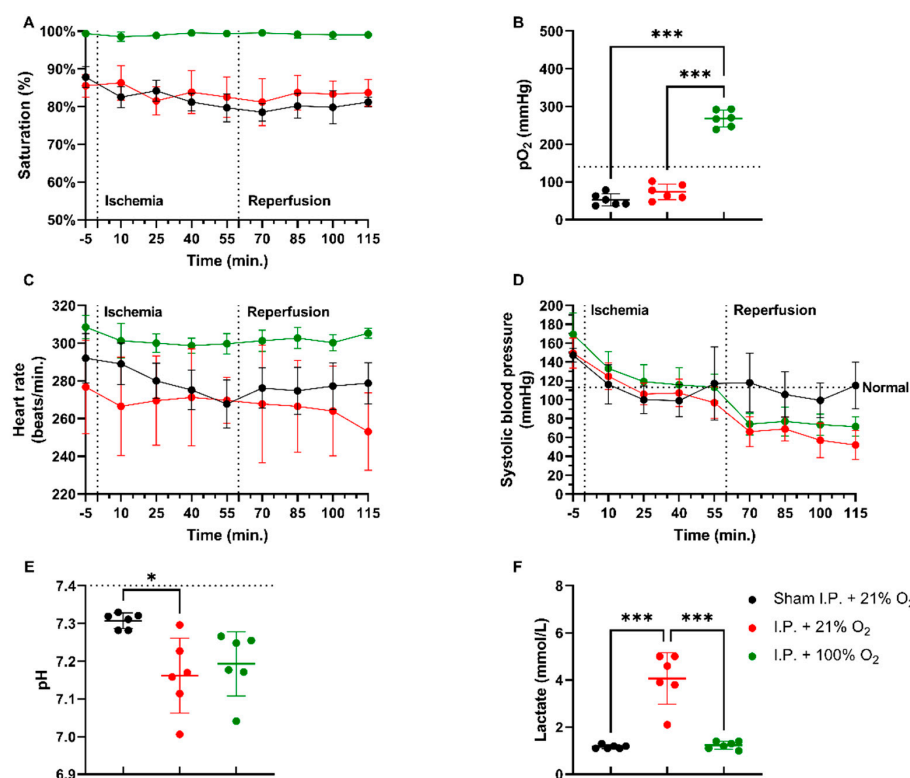 A
Saturation (%)
100%
90%
80%
70%
60%
50%
Ischemia
Reperfusion
-5 10 25 40 55 70 85 100 115
Time (min.)
B
pO2 (mmHg)
500
400
300
200
100
0
***
***
C
Heart rate
(beats/min.)
320
300
280
260
240
220
Ischemia
Reperfusion
-5 10 25 40 55 70 85 100 115
Time (min.)
D
Systolic blood pressure
(mmHg)
200
180
160
140
120
100
80
60
40
20
0
Ischemia
Reperfusion
Normal
-5 10 25 40 55 70 85 100 115
Time (min.)
E
pH
7.4
7.3
7.2
7.1
7.0
6.9
*
F
Lactate (mmol/L)
8
6
4
2
0
*** ***
Sham I.P. + 21% O2
I.P. + 21% O2
I.P. + 100% O2